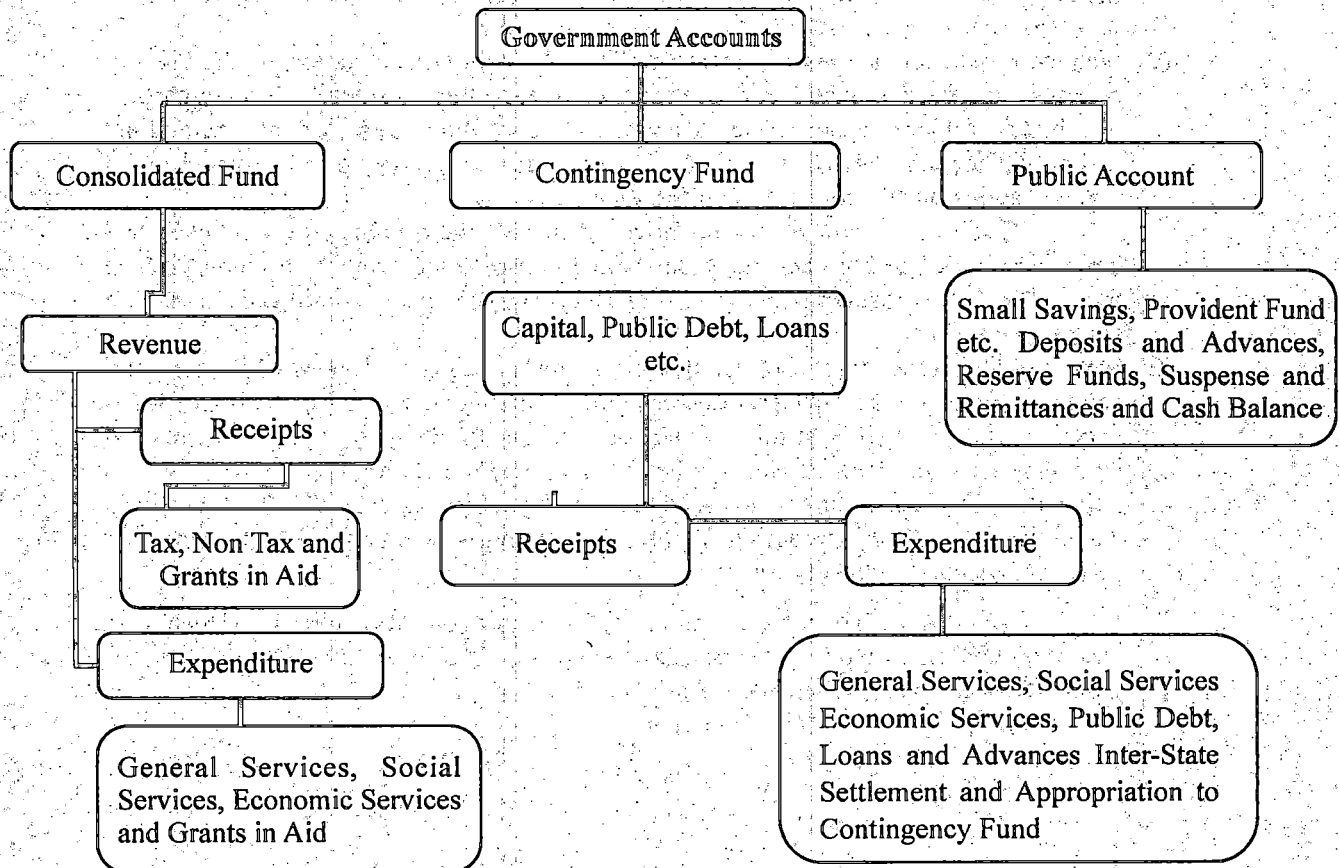 Government Accounts
Consolidated Fund
Contingency Fund
Public Account
Revenue
Capital, Public Debt, Loans
etc.
Small Savings, Provident Fund
etc. Deposits and Advances,
Reserve Funds, Suspense and
Remittances and Cash Balance
Receipts
Tax, Non Tax and
Grants in Aid
Receipts
Expenditure
Expenditure
General Services, Social
Services, Economic Services
and Grants in Aid
General Services, Social Services
Economic Services, Public Debt,
Loans and Advances Inter-State
Settlement and Appropriation to
Contingency Fund